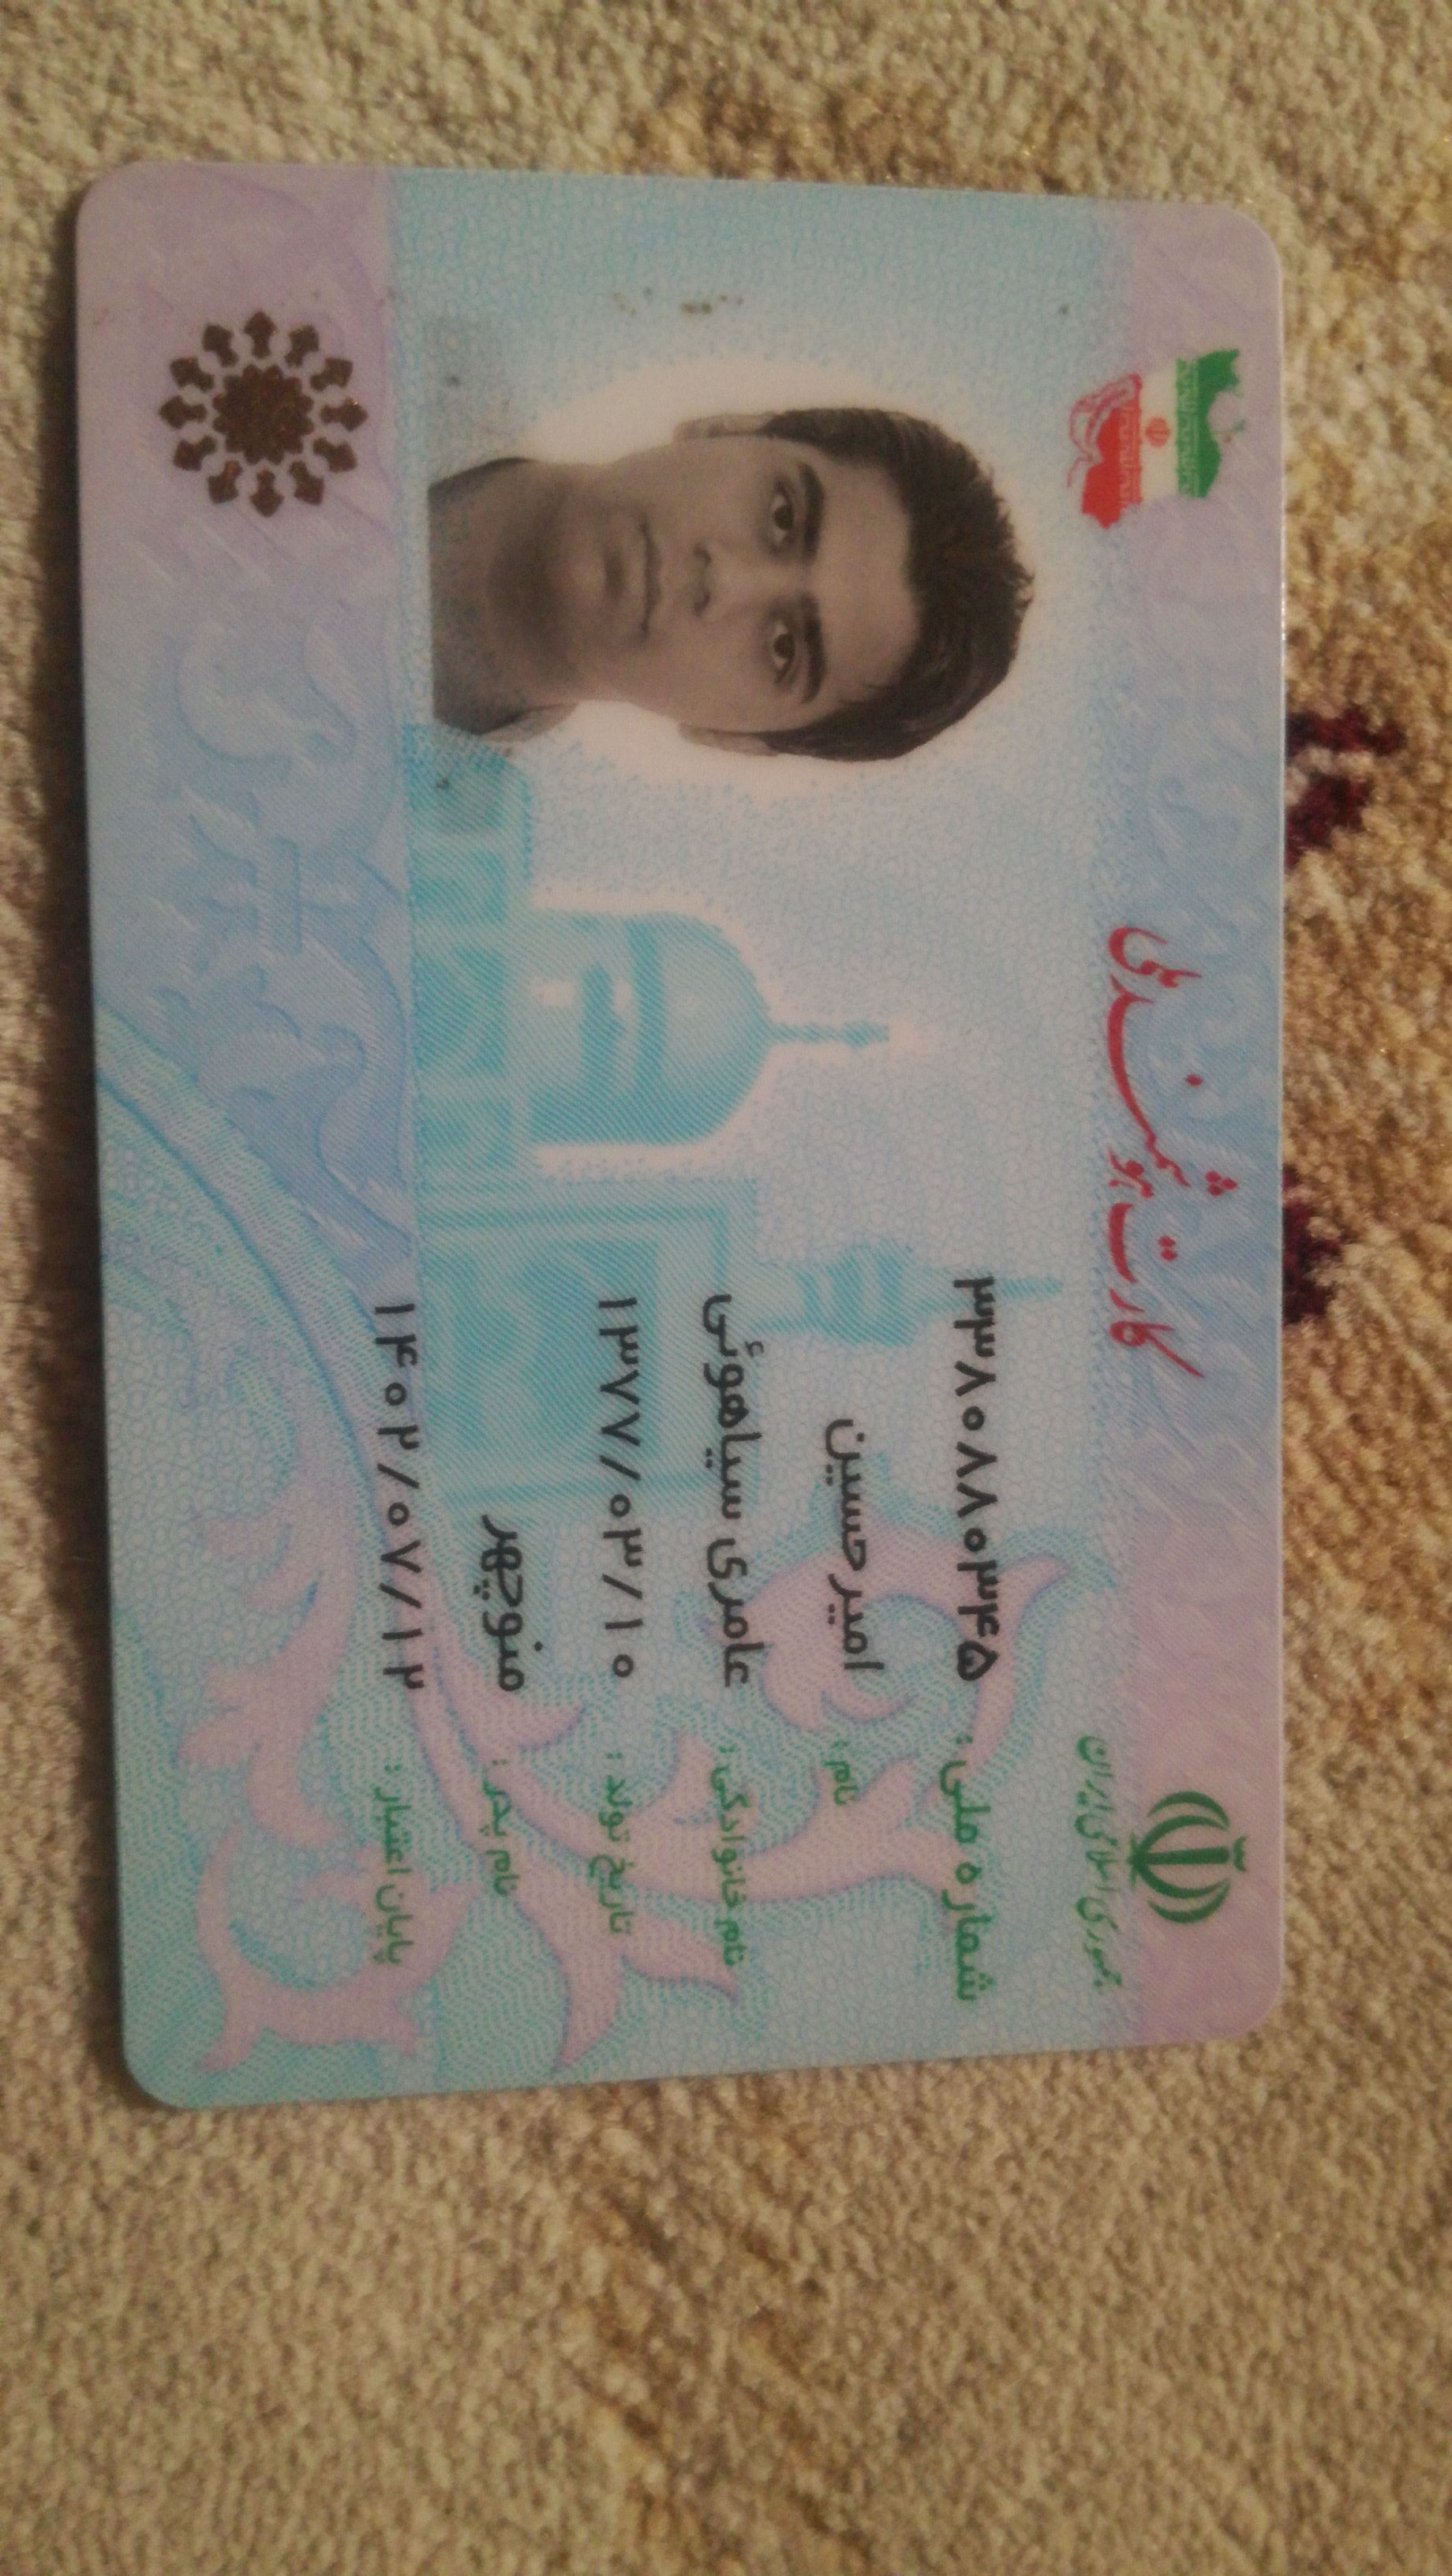 کارت هوشمند ملی
جمهوری اسلامی ایران
شماره ملی: ۳۳۸۰۸۸۰۳۴۵
نام: امیرحسین
نام خانوادگی: عامری سیاهوئی
تاریخ تولد: ۱۳۷۷/۰۳/۱۰
نام پدر: منوچهر
پایان اعتبار: ۱۴۰۲/۰۷/۱۲